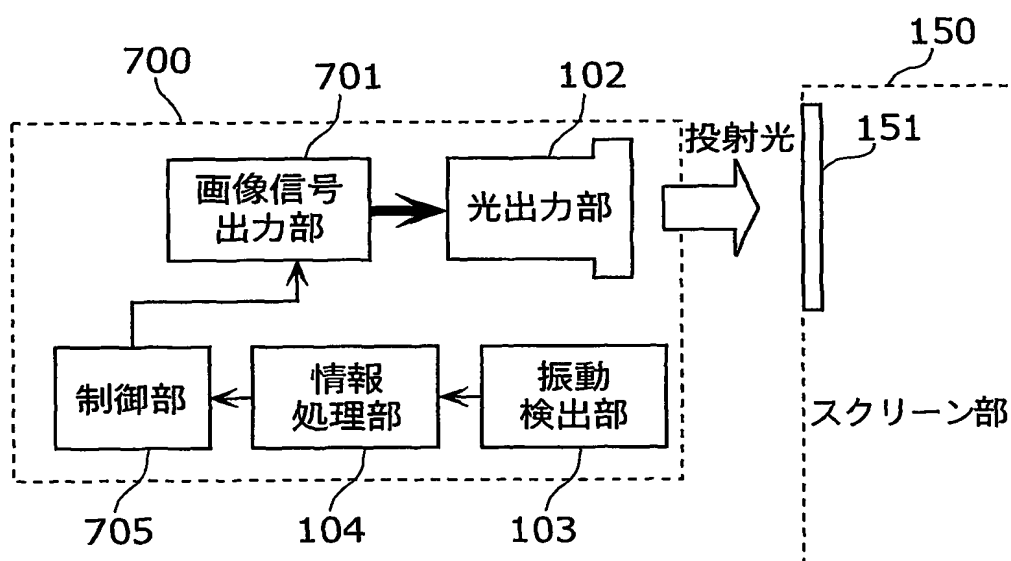 150
700
701
102
投射光
151
画像信号
出力部
光出力部
制御部
情報
処理部
振動
検出部
スクリーン部
705
104
103